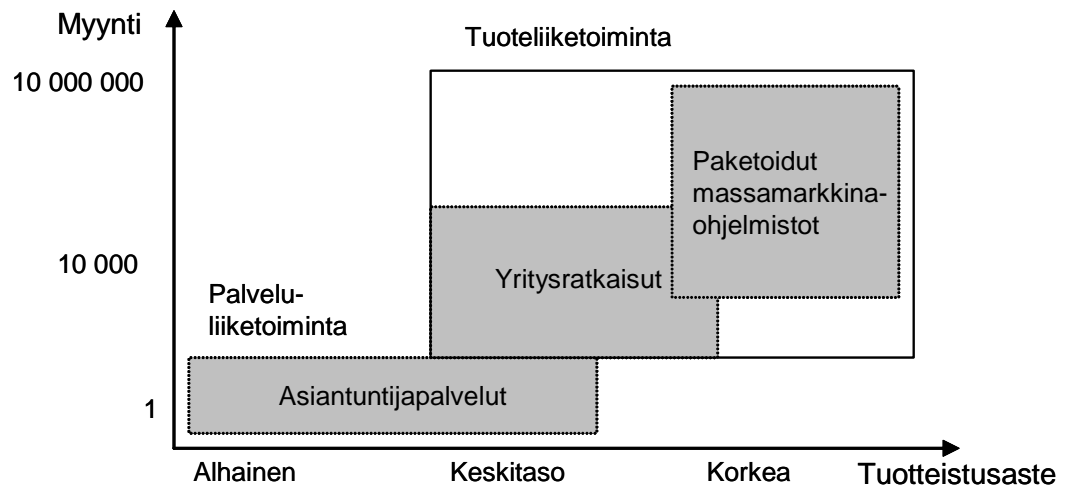 Myynti
Tuoteliiketoiminta
10 000 000
Paketoidut
massamarkkina-
ohjelmistot
10 000
Yritysratkaisut
Palvelu-
liiketoiminta
Asiantuntijapalvelut
1
Alhainen
Keskitaso
Korkea
Tuotteistusaste